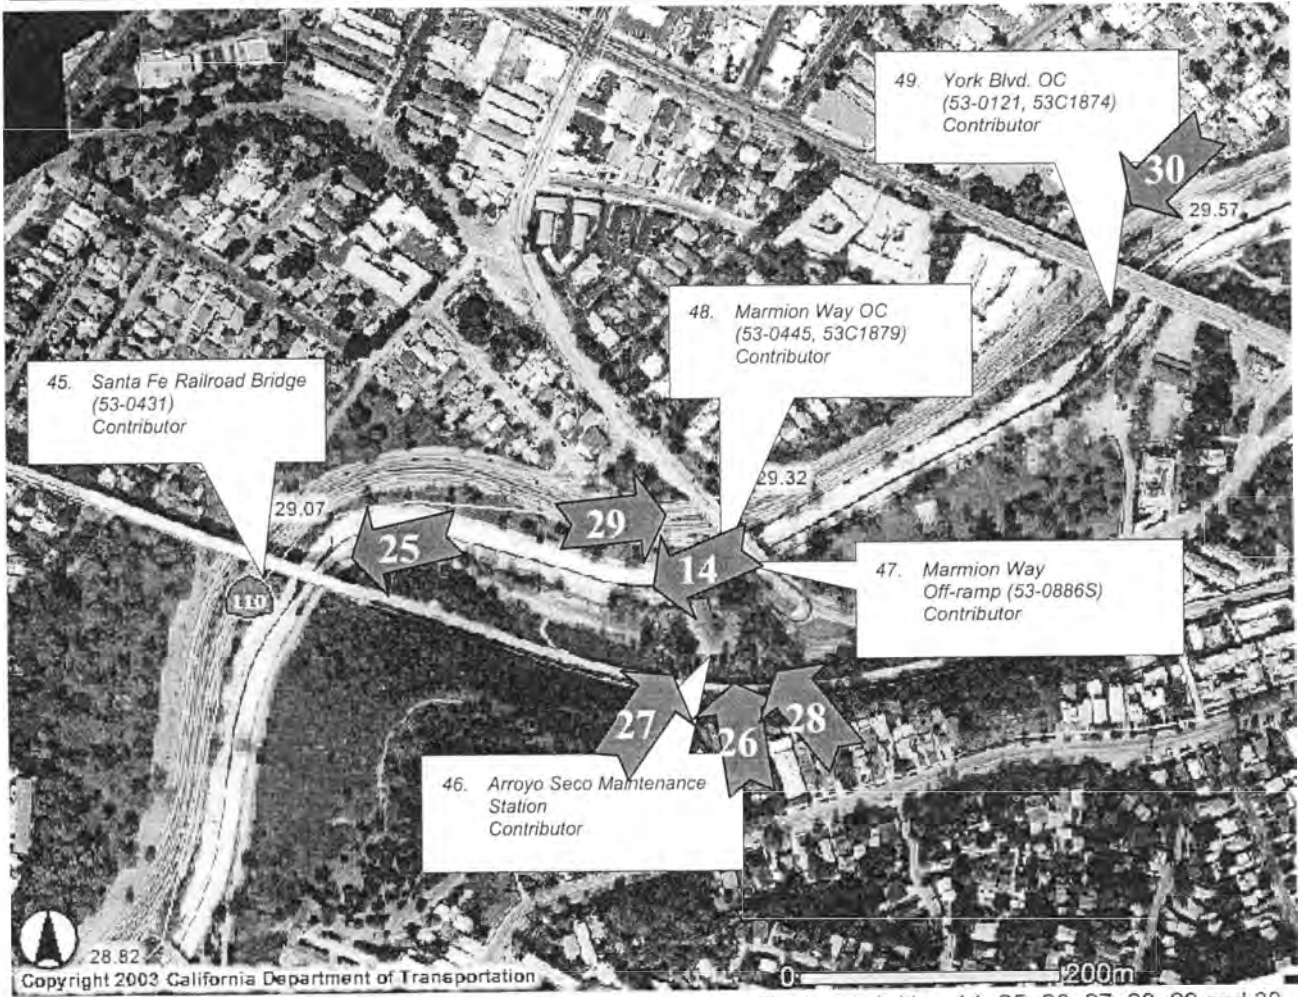 49. York Blvd. OC
(53-0121, 53C1874)
Contributor
30
29.57
48. Marmion Way OC
(53-0445, 53C1879)
Contributor
45. Santa Fe Railroad Bridge
(53-0431)
Contributor
29.07
29.32
29
25
14
110
47. Marmion Way
Off-ramp (53-0886S)
Contributor
27
26
28
46. Arroyo Seco Maintenance
Station
Contributor
28.82
Copyright 2003 California Department of Transportation
0
200m